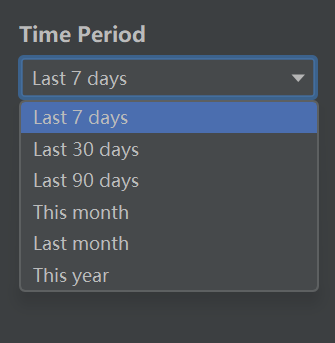 Time Period
Last 7 days
Last 7 days
Last 30 days
Last 90 days
This month
Last month
This year